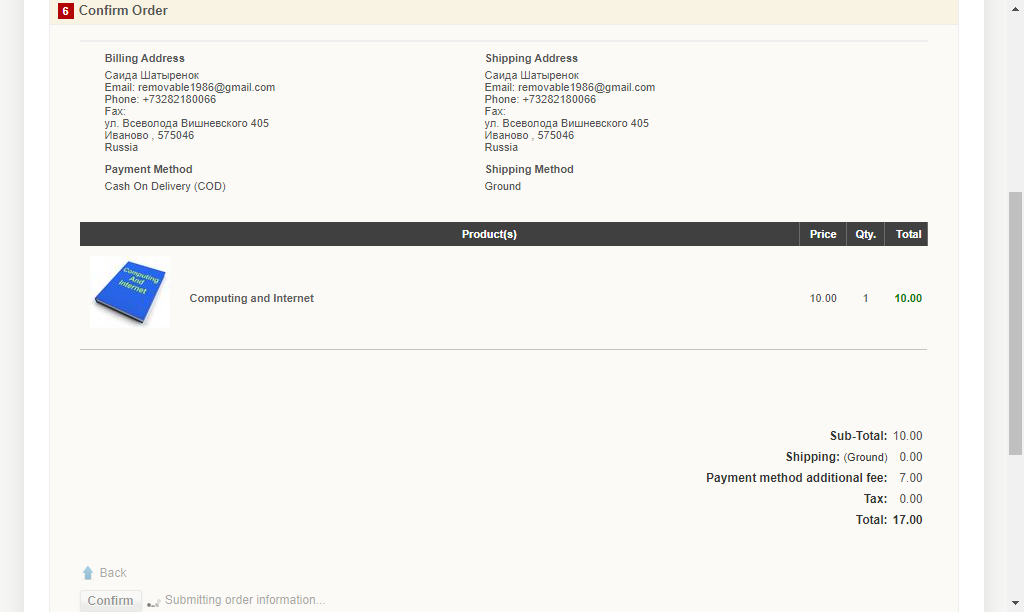 6 Confirm Order
Billing Address
Саида Шатыренок
Email: removable1986@gmail.com
Phone: +73282180066
Fax:
ул. Всеволода Вишневского 405
Иваново , 575046
Russia
Payment Method
Cash On Delivery (COD)
Shipping Address
Саида Шатыренок
Email: removable1986@gmail.com
Phone: +73282180066
Fax:
ул. Всеволода Вишневского 405
Иваново , 575046
Russia
Shipping Method
Ground
Product(s) Price Qty. Total
Computing
And
Internet
Computing and Internet 10.00 1 10.00
Sub-Total: 10.00
Shipping: (Ground) 0.00
Payment method additional fee: 7.00
Tax: 0.00
Total: 17.00
Back
Confirm Submitting order information...